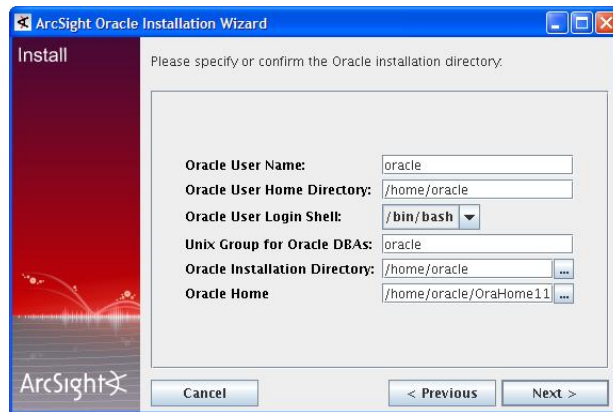 ArcSight Oracle Installation Wizard
Install
Please specify or confirm the Oracle installation directory:
Oracle User Name: oracle
Oracle User Home Directory: /home/oracle
Oracle User Login Shell: /bin/bash
Unix Group for Oracle DBAs: oracle
Oracle Installation Directory: /home/oracle ...
Oracle Home /home/oracle/OraHome11 ...
ArcSight
Cancel < Previous Next >